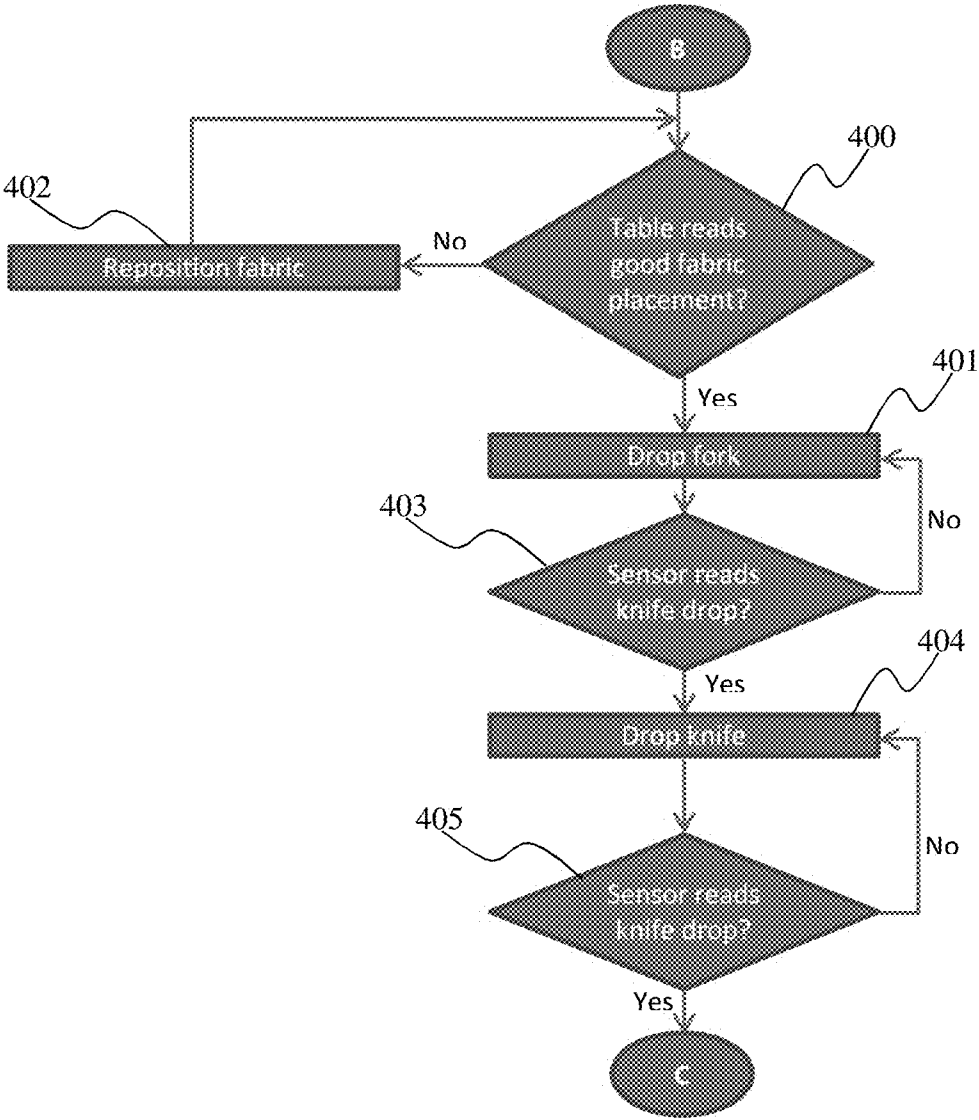 B
400
Table reads
good fabric
placement?
402
No
Reposition fabric
Yes
401
Drop fork
403
No
Sensor reads
knife drop?
Yes
404
Drop knife
405
No
Sensor reads
knife drop?
Yes
C